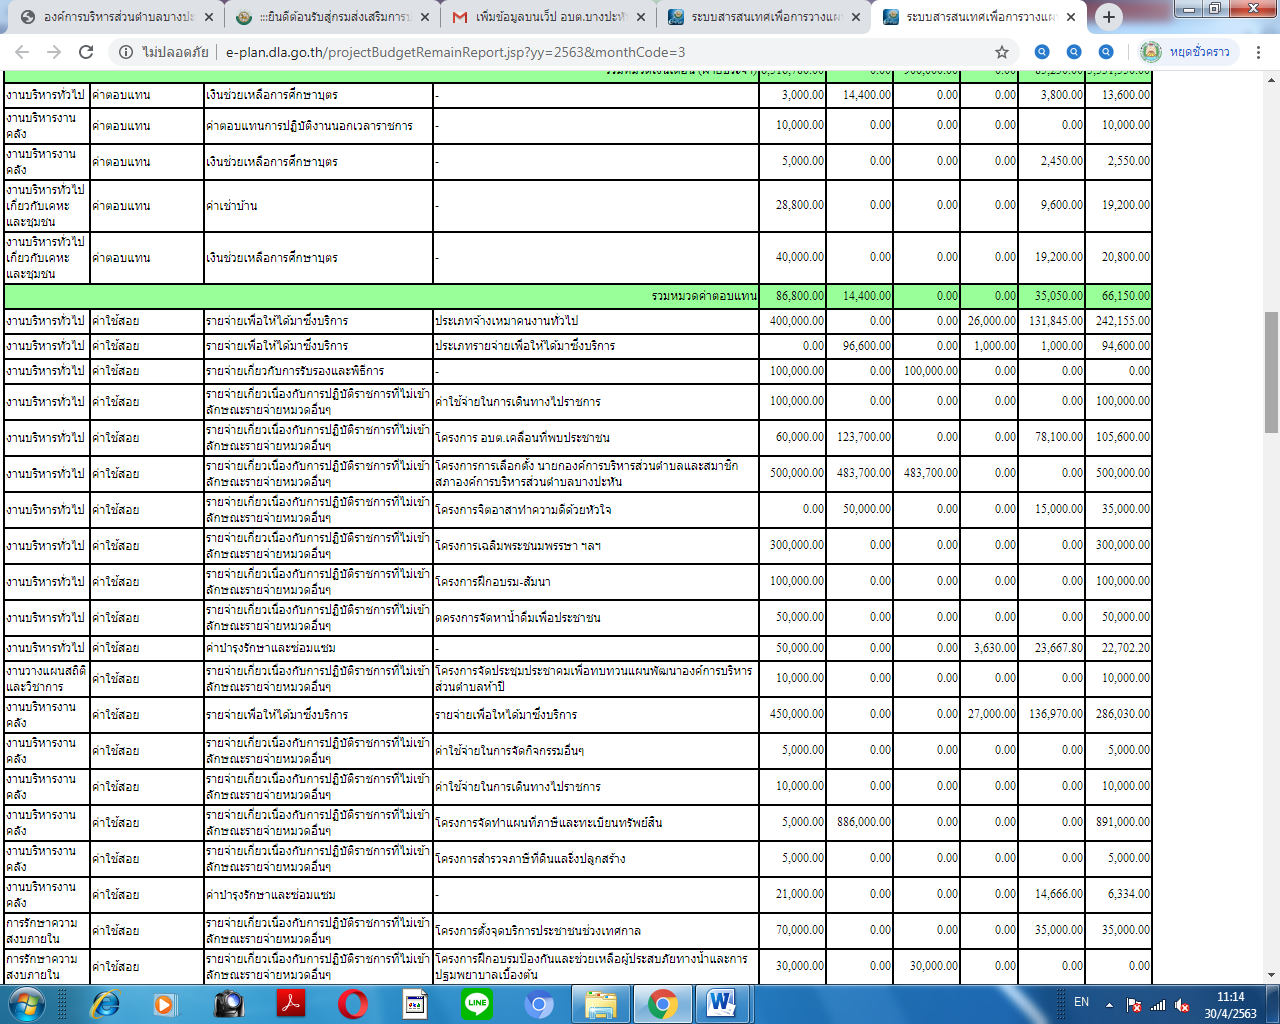 องค์การบริหารส่วนตำบลบางปะ
:::ยินดีต้อนรับสู่กรมส่งเสริมการป
เพิ่มข้อมูลบนเว็ป อบต.บางปะหั
ระบบสารสนเทศเพื่อการวางแผ
ระบบสารสนเทศเพื่อการวางแผ
ไม่ปลอดภัย e-plan.dla.go.th/projectBudgetRemainReport.jsp?yy=2563&monthCode=3 หยุดชั่วคราว
งานบริหารทั่วไป ค่าตอบแทน เงินช่วยเหลือการศึกษาบุตร - 3,000.00 14,400.00 0.00 0.00 3,800.00 13,600.00
งานบริหารงานคลัง ค่าตอบแทน ค่าตอบแทนการปฏิบัติงานนอกเวลาราชการ - 10,000.00 0.00 0.00 0.00 0.00 10,000.00
งานบริหารงานคลัง ค่าตอบแทน เงินช่วยเหลือการศึกษาบุตร - 5,000.00 0.00 0.00 0.00 2,450.00 2,550.00
งานบริหารทั่วไปเกี่ยวกับเคหะและชุมชน ค่าตอบแทน ค่าเช่าบ้าน - 28,800.00 0.00 0.00 0.00 9,600.00 19,200.00
งานบริหารทั่วไปเกี่ยวกับเคหะและชุมชน ค่าตอบแทน เงินช่วยเหลือการศึกษาบุตร - 40,000.00 0.00 0.00 0.00 19,200.00 20,800.00
รวมหมวดค่าตอบแทน 86,800.00 14,400.00 0.00 0.00 35,050.00 66,150.00
งานบริหารทั่วไป ค่าใช้สอย รายจ่ายเพื่อให้ได้มาซึ่งบริการ ประเภทจ้างเหมาคนงานทั่วไป 400,000.00 0.00 0.00 26,000.00 131,845.00 242,155.00
งานบริหารทั่วไป ค่าใช้สอย รายจ่ายเพื่อให้ได้มาซึ่งบริการ ประเภทรายจ่ายเพื่อให้ได้มาซึ่งบริการ 0.00 96,600.00 0.00 1,000.00 1,000.00 94,600.00
งานบริหารทั่วไป ค่าใช้สอย รายจ่ายเกี่ยวกับการรับรองและพิธีการ - 100,000.00 0.00 100,000.00 0.00 0.00 0.00
งานบริหารทั่วไป ค่าใช้สอย รายจ่ายเกี่ยวเนื่องกับการปฏิบัติราชการที่ไม่เข้าลักษณะรายจ่ายหมวดอื่นๆ ค่าใช้จ่ายในการเดินทางไปราชการ 100,000.00 0.00 0.00 0.00 0.00 100,000.00
งานบริหารทั่วไป ค่าใช้สอย รายจ่ายเกี่ยวเนื่องกับการปฏิบัติราชการที่ไม่เข้าลักษณะรายจ่ายหมวดอื่นๆ โครงการ อบต.เคลื่อนที่พบประชาชน 60,000.00 123,700.00 0.00 0.00 78,100.00 105,600.00
งานบริหารทั่วไป ค่าใช้สอย รายจ่ายเกี่ยวเนื่องกับการปฏิบัติราชการที่ไม่เข้าลักษณะรายจ่ายหมวดอื่นๆ โครงการการเลือกตั้ง นายกองค์การบริหารส่วนตำบลและสมาชิกสภาองค์การบริหารส่วนตำบลบางปะหัน 500,000.00 483,700.00 483,700.00 0.00 0.00 500,000.00
งานบริหารทั่วไป ค่าใช้สอย รายจ่ายเกี่ยวเนื่องกับการปฏิบัติราชการที่ไม่เข้าลักษณะรายจ่ายหมวดอื่นๆ โครงการจิตอาสาทำความดีด้วยหัวใจ 0.00 50,000.00 0.00 0.00 15,000.00 35,000.00
งานบริหารทั่วไป ค่าใช้สอย รายจ่ายเกี่ยวเนื่องกับการปฏิบัติราชการที่ไม่เข้าลักษณะรายจ่ายหมวดอื่นๆ โครงการเฉลิมพระชนมพรรษา ฯลฯ 300,000.00 0.00 0.00 0.00 0.00 300,000.00
งานบริหารทั่วไป ค่าใช้สอย รายจ่ายเกี่ยวเนื่องกับการปฏิบัติราชการที่ไม่เข้าลักษณะรายจ่ายหมวดอื่นๆ โครงการฝึกอบรม-สัมนา 100,000.00 0.00 0.00 0.00 0.00 100,000.00
งานบริหารทั่วไป ค่าใช้สอย รายจ่ายเกี่ยวเนื่องกับการปฏิบัติราชการที่ไม่เข้าลักษณะรายจ่ายหมวดอื่นๆ ดครงการจัดหาน้ำดื่มเพื่อประชาชน 50,000.00 0.00 0.00 0.00 0.00 50,000.00
งานบริหารทั่วไป ค่าใช้สอย ค่าบำรุงรักษาและซ่อมแซม - 50,000.00 0.00 0.00 3,630.00 23,667.80 22,702.20
งานวางแผนสถิติและวิชาการ ค่าใช้สอย รายจ่ายเกี่ยวเนื่องกับการปฏิบัติราชการที่ไม่เข้าลักษณะรายจ่ายหมวดอื่นๆ โครงการจัดประชุมประชาคมเพื่อทบทวนแผนพัฒนาองค์การบริหารส่วนตำบลห้าปี 10,000.00 0.00 0.00 0.00 0.00 10,000.00
งานบริหารงานคลัง ค่าใช้สอย รายจ่ายเพื่อให้ได้มาซึ่งบริการ รายจ่ายเพื่อให้ได้มาซึ่งบริการ 450,000.00 0.00 0.00 27,000.00 136,970.00 286,030.00
งานบริหารงานคลัง ค่าใช้สอย รายจ่ายเกี่ยวเนื่องกับการปฏิบัติราชการที่ไม่เข้าลักษณะรายจ่ายหมวดอื่นๆ ค่าใช้จ่ายในการจัดกิจกรรมอื่นๆ 5,000.00 0.00 0.00 0.00 0.00 5,000.00
งานบริหารงานคลัง ค่าใช้สอย รายจ่ายเกี่ยวเนื่องกับการปฏิบัติราชการที่ไม่เข้าลักษณะรายจ่ายหมวดอื่นๆ ค่าใช้จ่ายในการเดินทางไปราชการ 10,000.00 0.00 0.00 0.00 0.00 10,000.00
งานบริหารงานคลัง ค่าใช้สอย รายจ่ายเกี่ยวเนื่องกับการปฏิบัติราชการที่ไม่เข้าลักษณะรายจ่ายหมวดอื่นๆ โครงการจัดทำแผนที่ภาษีและทะเบียนทรัพย์สิน 5,000.00 886,000.00 0.00 0.00 0.00 891,000.00
งานบริหารงานคลัง ค่าใช้สอย รายจ่ายเกี่ยวเนื่องกับการปฏิบัติราชการที่ไม่เข้าลักษณะรายจ่ายหมวดอื่นๆ โครงการสำรวจภาษีที่ดินและิ่งปลูกสร้าง 5,000.00 0.00 0.00 0.00 0.00 5,000.00
งานบริหารงานคลัง ค่าใช้สอย ค่าบำรุงรักษาและซ่อมแซม - 21,000.00 0.00 0.00 0.00 14,666.00 6,334.00
การรักษาความสงบภายใน ค่าใช้สอย รายจ่ายเกี่ยวเนื่องกับการปฏิบัติราชการที่ไม่เข้าลักษณะรายจ่ายหมวดอื่นๆ โครงการตั้งจุดบริการประชาชนช่วงเทศกาล 70,000.00 0.00 0.00 0.00 35,000.00 35,000.00
การรักษาความสงบภายใน ค่าใช้สอย รายจ่ายเกี่ยวเนื่องกับการปฏิบัติราชการที่ไม่เข้าลักษณะรายจ่ายหมวดอื่นๆ โครงการฝึกอบรมป้องกันและช่วยเหลือผู้ประสบภัยทางน้ำและการปฐมพยาบาลเบื้องต้น 30,000.00 0.00 30,000.00 0.00 0.00 0.00
EN 11:14
30/4/2563